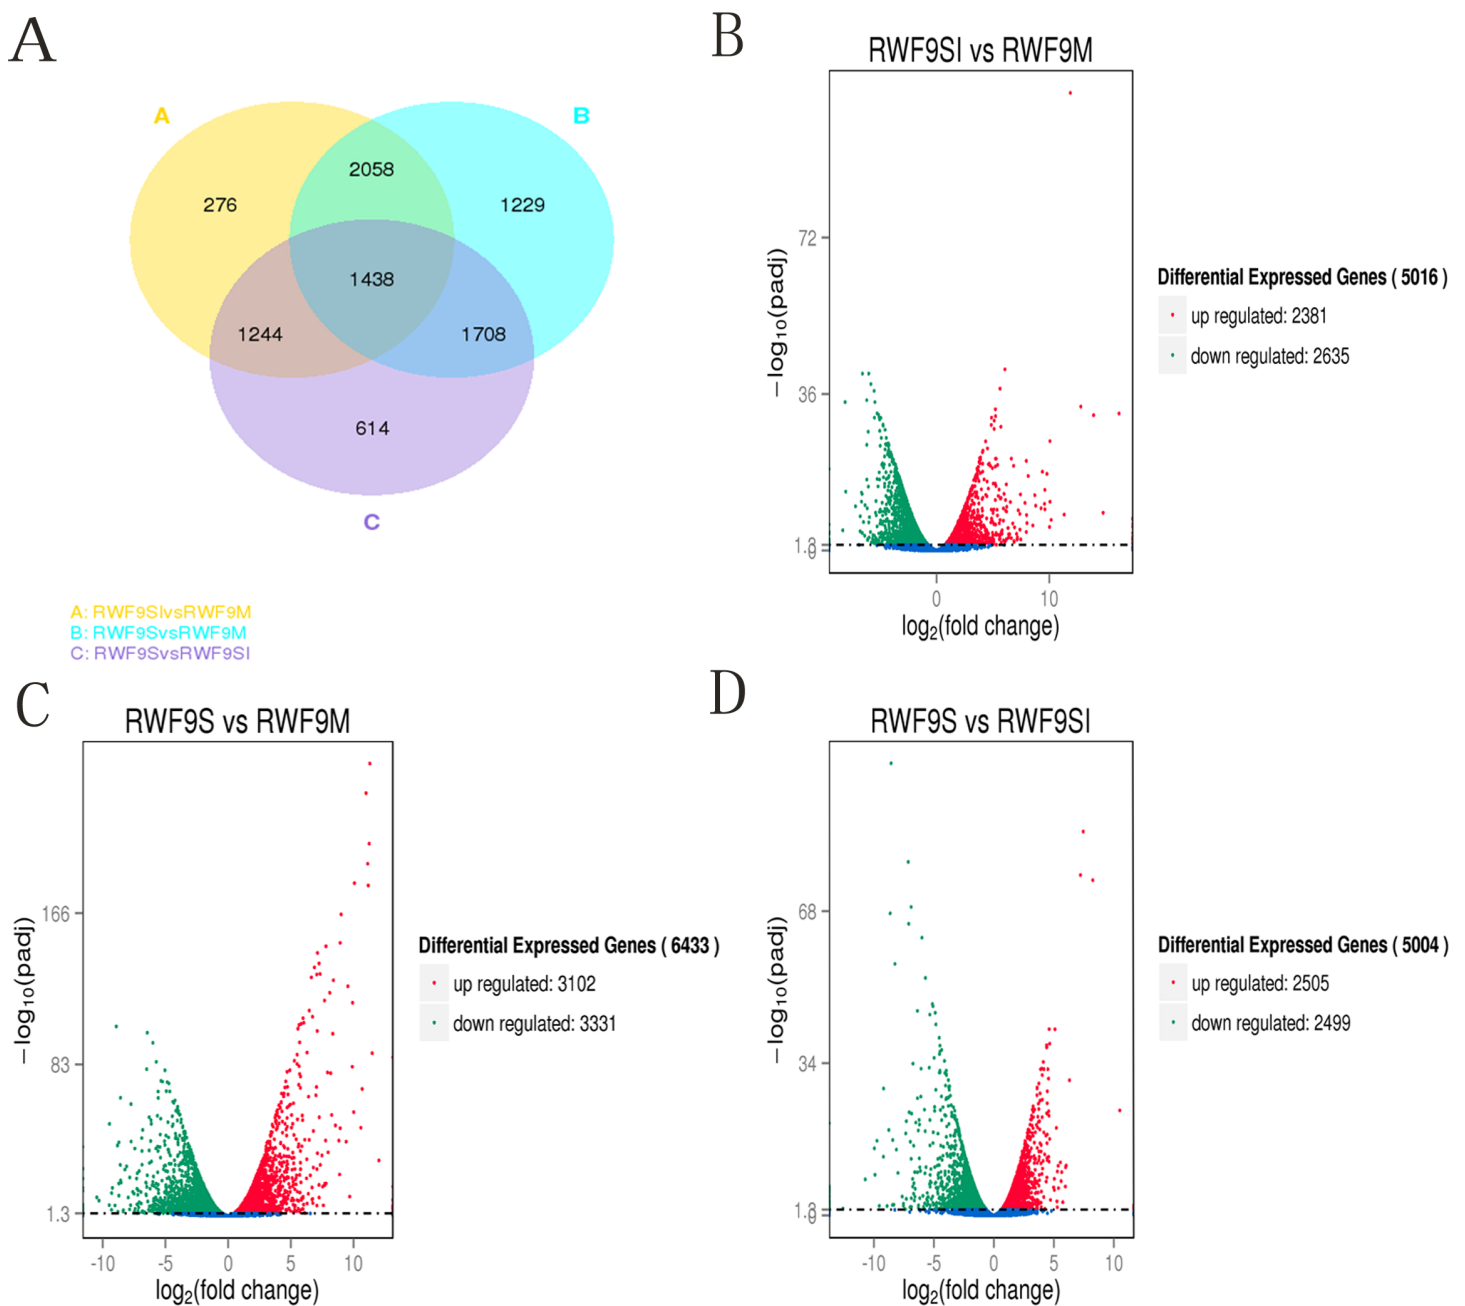 A
A
B
2058
276
1229
1438
1244
1708
614
C
A: RWF9SIvsRWF9M
B: RWF9SvsRWF9M
C: RWF9SvsRWF9SI
B
RWF9SI vs RWF9M
72
36
1.8
0
−log10(padj)
0
10
log2(fold change)
Differential Expressed Genes ( 5016 )
up regulated: 2381
down regulated: 2635
C
RWF9S vs RWF9M
166
83
1.3
−log10(padj)
-10
-5
0
5
10
log2(fold change)
Differential Expressed Genes ( 6433 )
up regulated: 3102
down regulated: 3331
D
RWF9S vs RWF9SI
68
34
−log10(padj)
-10
-5
0
5
10
log2(fold change)
Differential Expressed Genes ( 5004 )
up regulated: 2505
down regulated: 2499